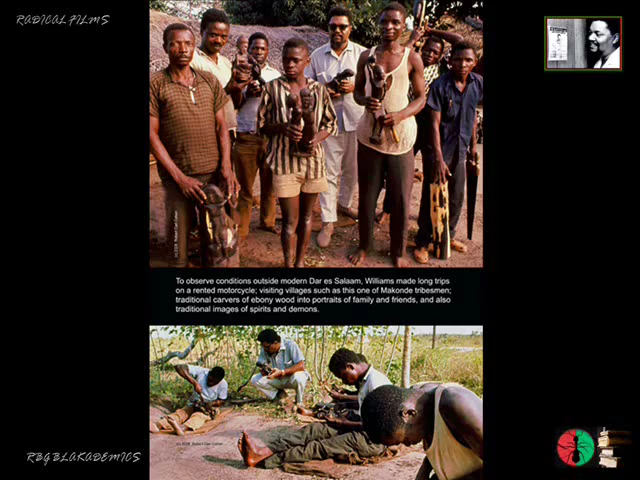 RADICAL FILMS
To observe conditions outside modern Dar es Salaam, Williams made long trips
on a rented motorcycle; visiting villages such as this one of Makonde tribesmen;
traditional carvers of ebony wood into portraits of family and friends, and also
traditional images of spirits and demons.
RBG BLAKADEMICS